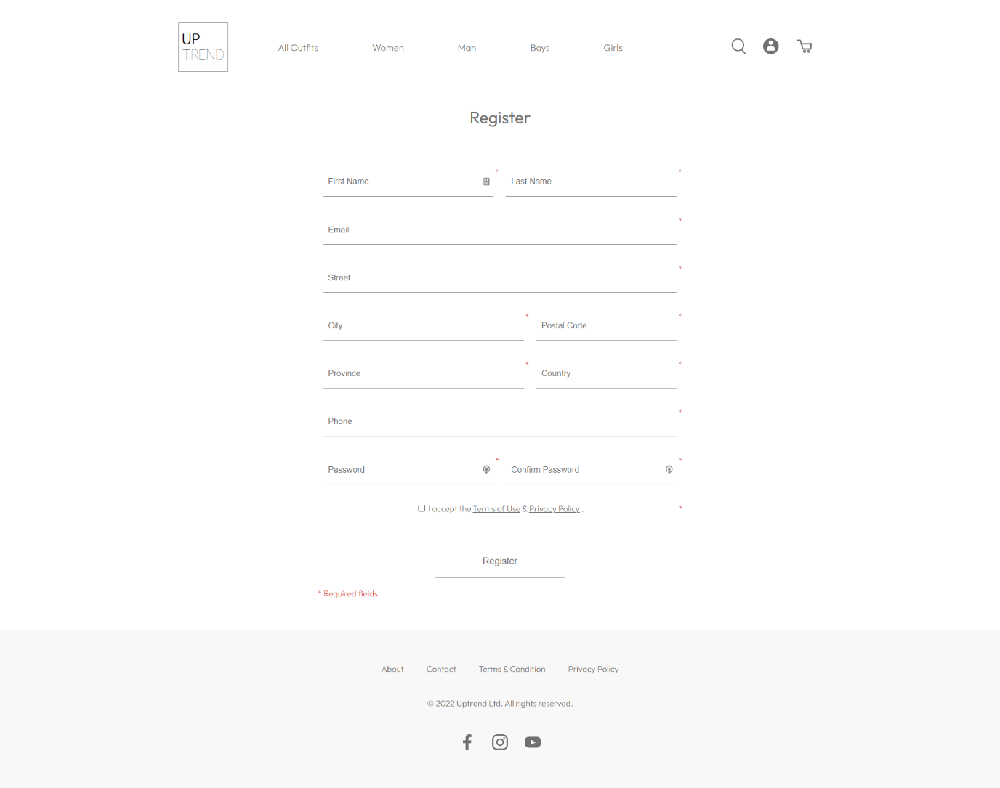 UP
TREND
All Outfits Women Man Boys Girls
Register
First Name * Last Name *
Email *
Street *
City * Postal Code *
Province * Country *
Phone *
Password * Confirm Password *
I accept the Terms of Use & Privacy Policy . *
Register
* Required fields.
About Contact Terms & Condition Privacy Policy
© 2022 Uptrend Ltd. All rights reserved.